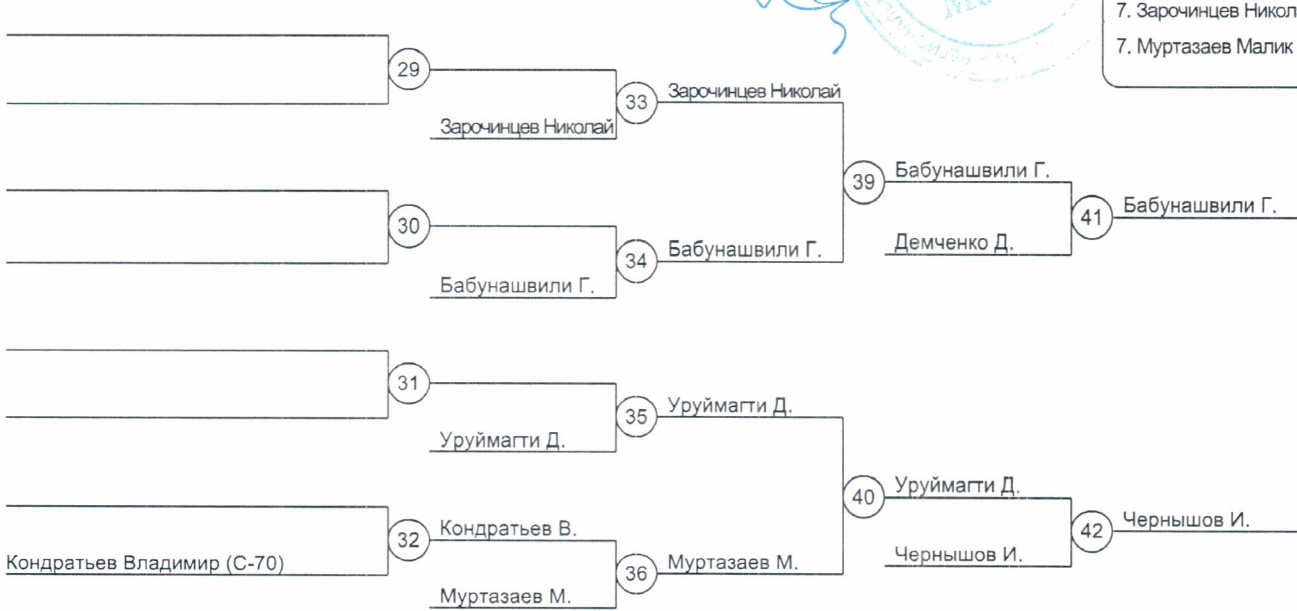 7. Зарочинцев Никол
7. Муртазаев Малик
29
33
Зарочинцев Николай
Зарочинцев Николай
39
Бабунашвили Г.
41
Бабунашвили Г.
Демченко Д.
30
34
Бабунашвили Г.
Бабунашвили Г.
31
35
Уруймагти Д.
Уруймагти Д.
40
Уруймагти Д.
42
Чернышов И.
Чернышов И.
32
Кондратьев В.
Кондратьев Владимир (С-70)
36
Муртазаев М.
Муртазаев М.